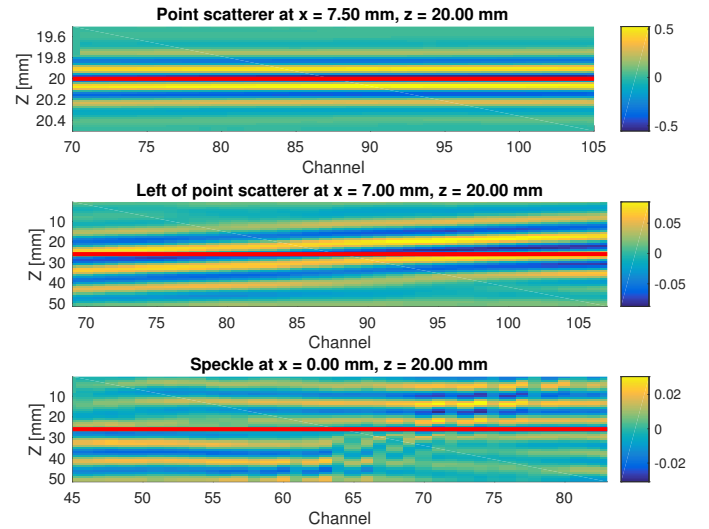 Point scatterer at x = 7.50 mm, z = 20.00 mm
Z [mm]
19.6
19.8
20
20.2
20.4
70 75 80 85 90 95 100 105
Channel
0.5
0
-0.5
Left of point scatterer at x = 7.00 mm, z = 20.00 mm
Z [mm]
10
20
30
40
50
70 75 80 85 90 95 100 105
Channel
0.05
0
-0.05
Speckle at x = 0.00 mm, z = 20.00 mm
Z [mm]
10
20
30
40
50
45 50 55 60 65 70 75 80
Channel
0.02
0
-0.02